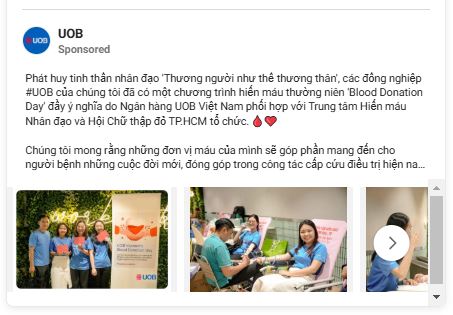 UOB
UOB
Sponsored
Phát huy tinh thần nhân đạo 'Thương người như thể thương thân', các đồng nghiệp
#UOB của chúng tôi đã có một chương trình hiến máu thường niên 'Blood Donation
Day' đầy ý nghĩa do Ngân hàng UOB Việt Nam phối hợp với Trung tâm Hiến máu
Nhân đạo và Hội Chữ thập đỏ TP.HCM tổ chức. 🩸❤️
Chúng tôi mong rằng những đơn vị máu của mình sẽ góp phần mang đến cho
người bệnh những cuộc đời mới, đóng góp trong công tác cấp cứu điều trị hiện na...
UOB Vietnam's
Blood Donation Day
UOB